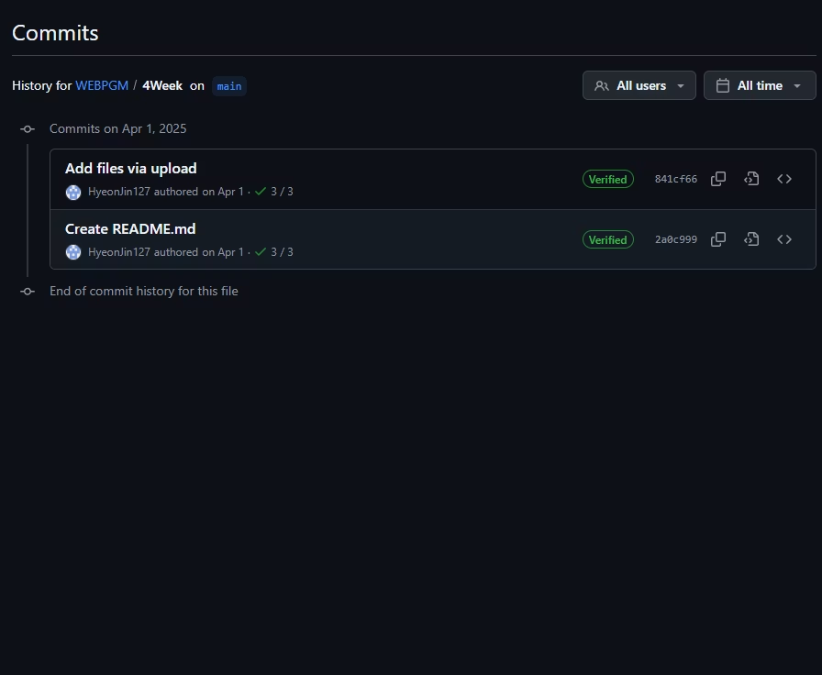 Commits
History for WEBPGM / 4Week on main
All users
All time
Commits on Apr 1, 2025
Add files via upload
HyeonJin127 authored on Apr 1 · 3 / 3
Verified
841cf66
Create README.md
HyeonJin127 authored on Apr 1 · 3 / 3
Verified
2a0c999
End of commit history for this file